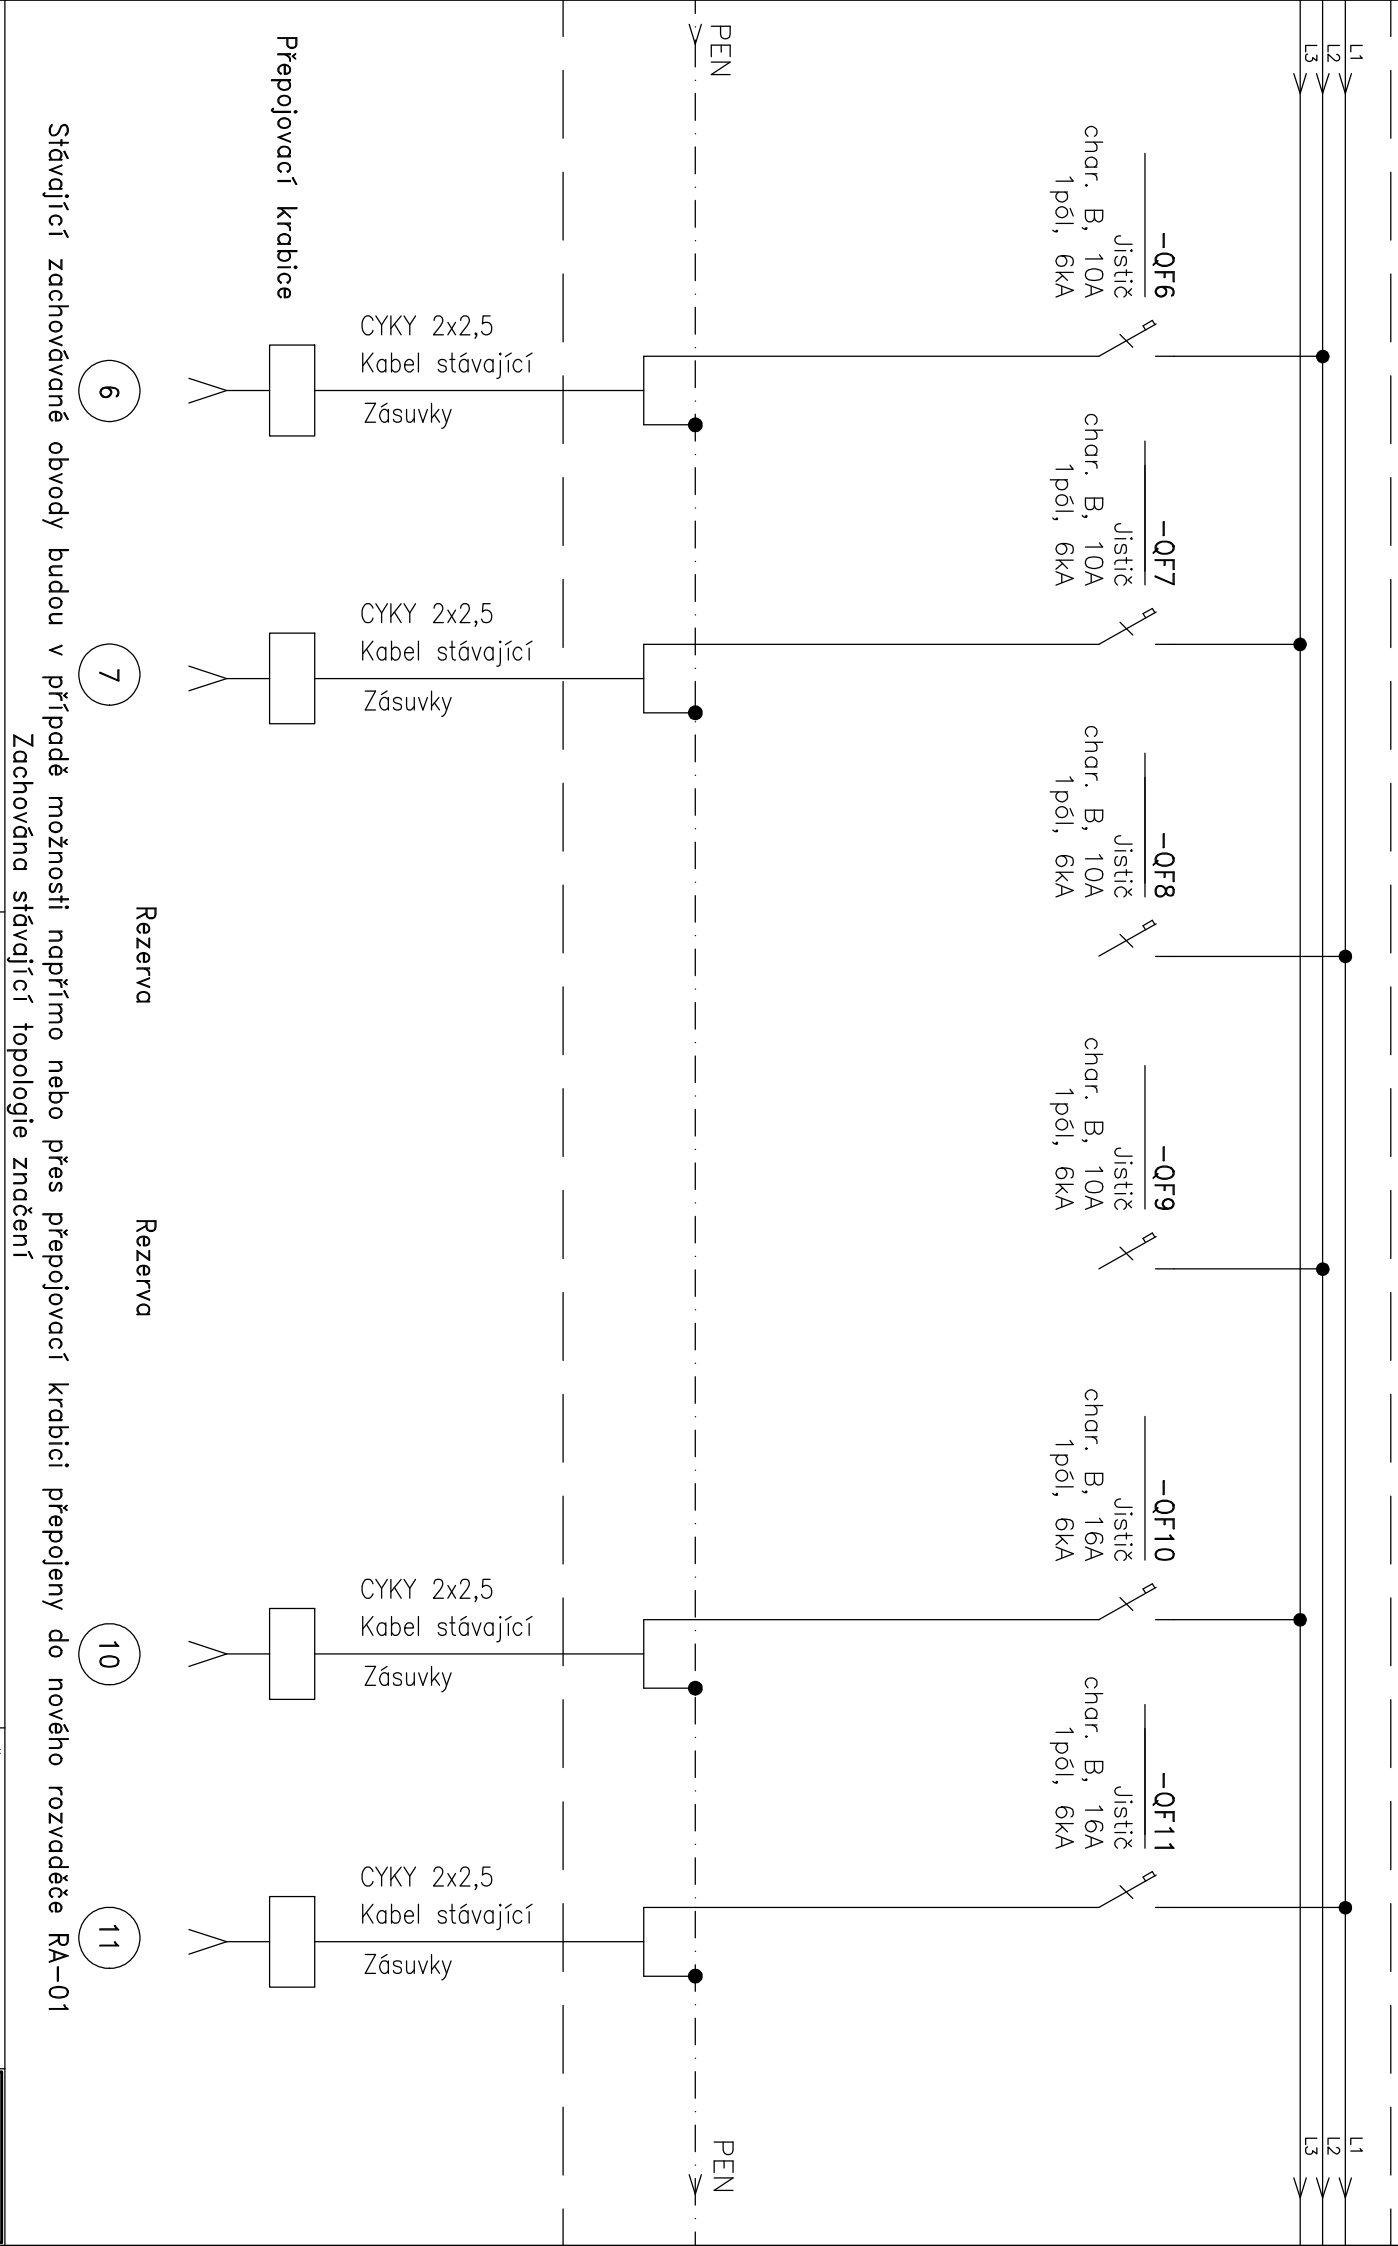 L1
L2
L3
L1
L2
L3
-QF6
Jistič
char. B, 10A
1pól, 6kA
-QF7
Jistič
char. B, 10A
1pól, 6kA
-QF8
Jistič
char. B, 10A
1pól, 6kA
-QF9
Jistič
char. B, 10A
1pól, 6kA
-QF10
Jistič
char. B, 16A
1pól, 6kA
-QF11
Jistič
char. B, 16A
1pól, 6kA
PEN
PEN
CYKY 2x2,5
Kabel stávající
Zásuvky
CYKY 2x2,5
Kabel stávající
Zásuvky
CYKY 2x2,5
Kabel stávající
Zásuvky
CYKY 2x2,5
Kabel stávající
Zásuvky
Přepojovací krabice
Rezerva
Rezerva
6
7
10
11
Stávající zachovávané obvody budou v případě možnosti napřímo nebo přes přepojovací krabici přepojeny do nového rozvaděče RA-01
Zachována stávající topologie značení